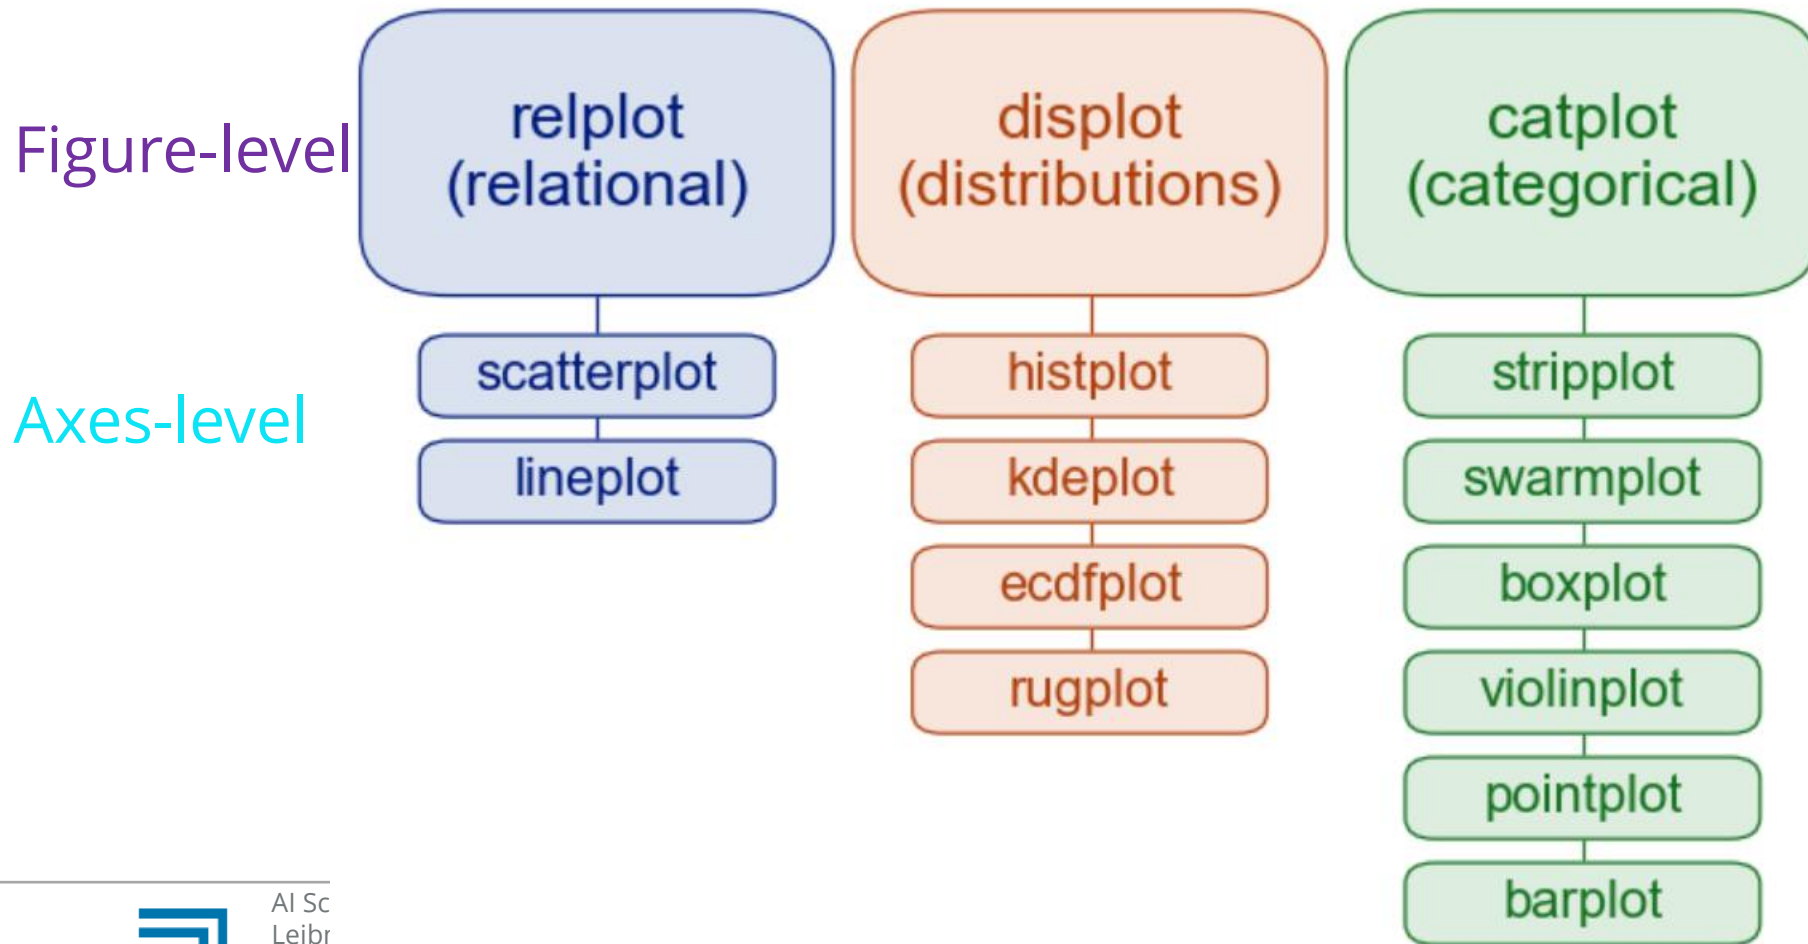 Figure-level
relplot
(relational)
displot
(distributions)
catplot
(categorical)
Axes-level
scatterplot
lineplot
histplot
kdeplot
ecdfplot
rugplot
stripplot
swarmplot
boxplot
violinplot
pointplot
barplot
AI